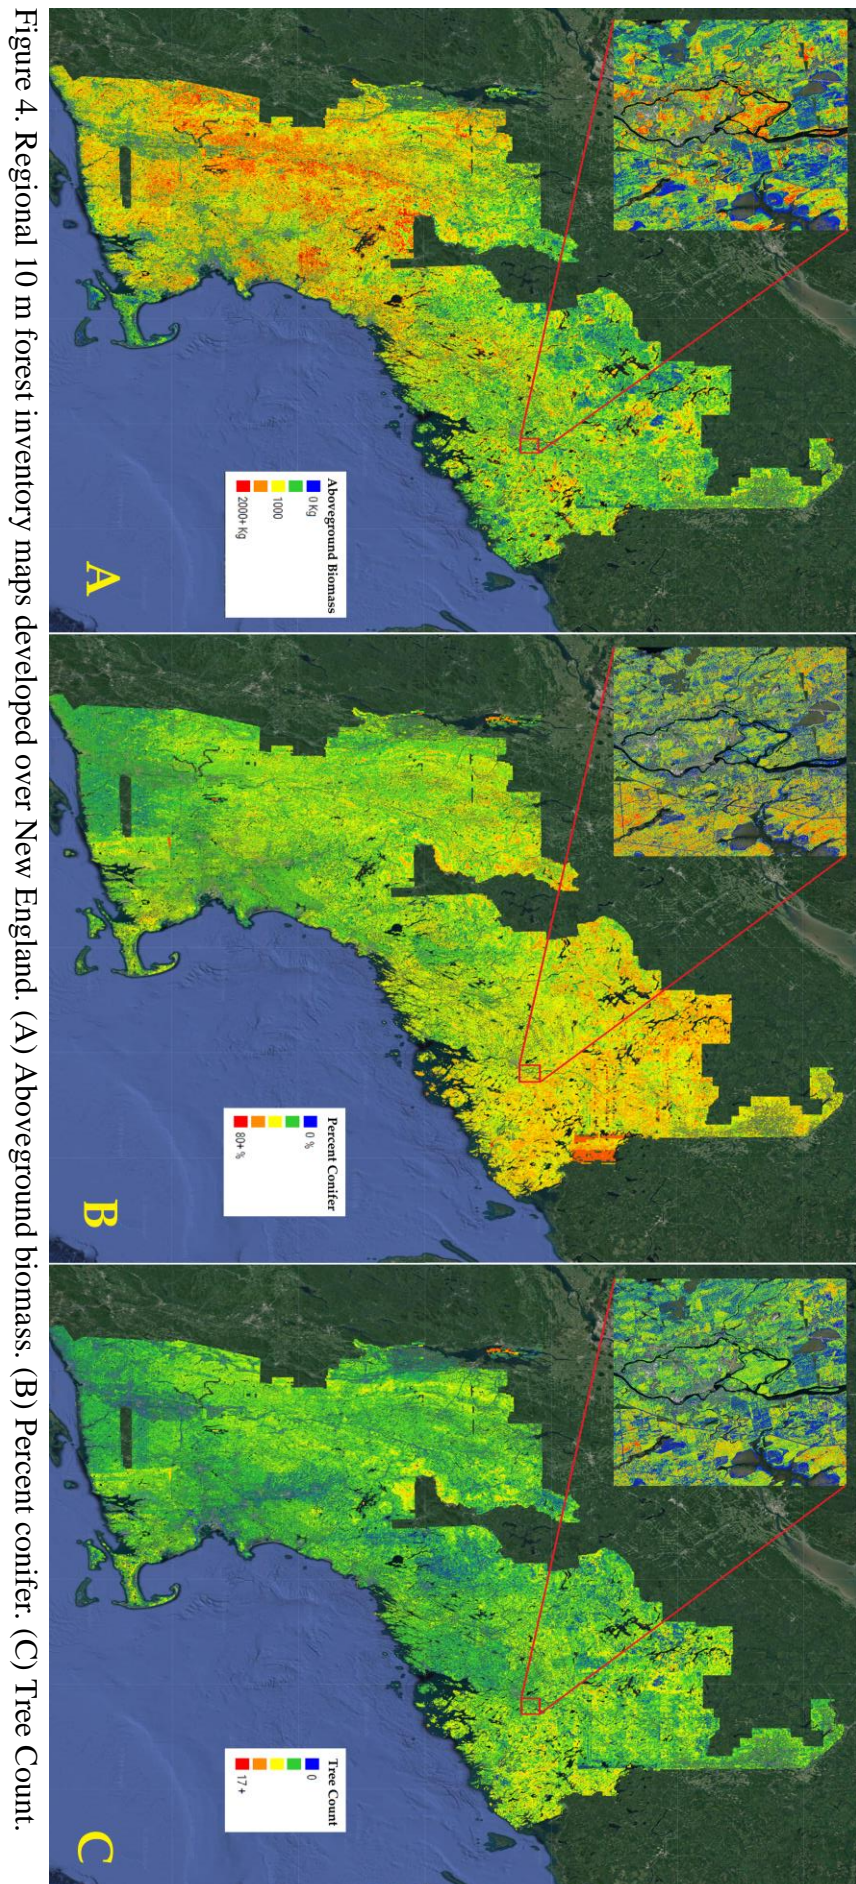 Aboveground Biomass
0 Kg
1000
2000+ Kg
A
Percent Conifer
0 %
80+ %
B
Tree Count
0
17 +
C
Figure 4. Regional 10 m forest inventory maps developed over New England. (A) Aboveground biomass. (B) Percent conifer. (C) Tree Count.